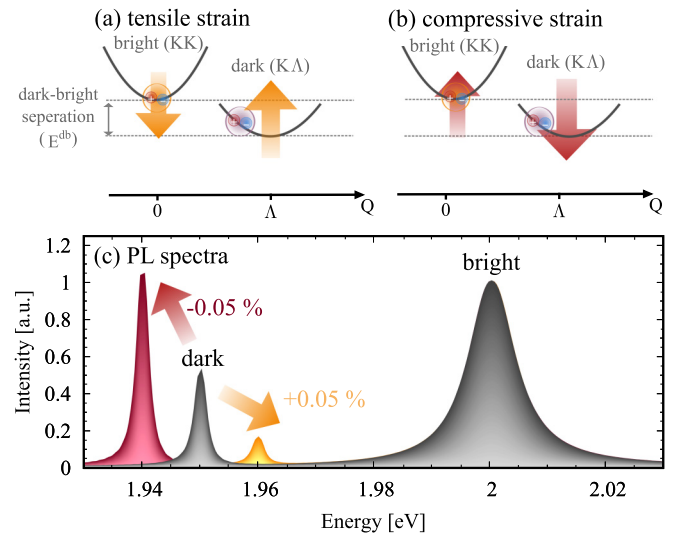 (a) tensile strain
bright (KK)
dark (KΛ)
dark-bright
seperation
( E^db )
0
Λ
Q
(b) compressive strain
bright (KK)
dark (KΛ)
0
Λ
Q
(c) PL spectra
bright
-0.05 %
dark
+0.05 %
Intensity [a.u.]
1.2
1
0.8
0.6
0.4
0.2
0
1.94
1.96
1.98
2
2.02
Energy [eV]